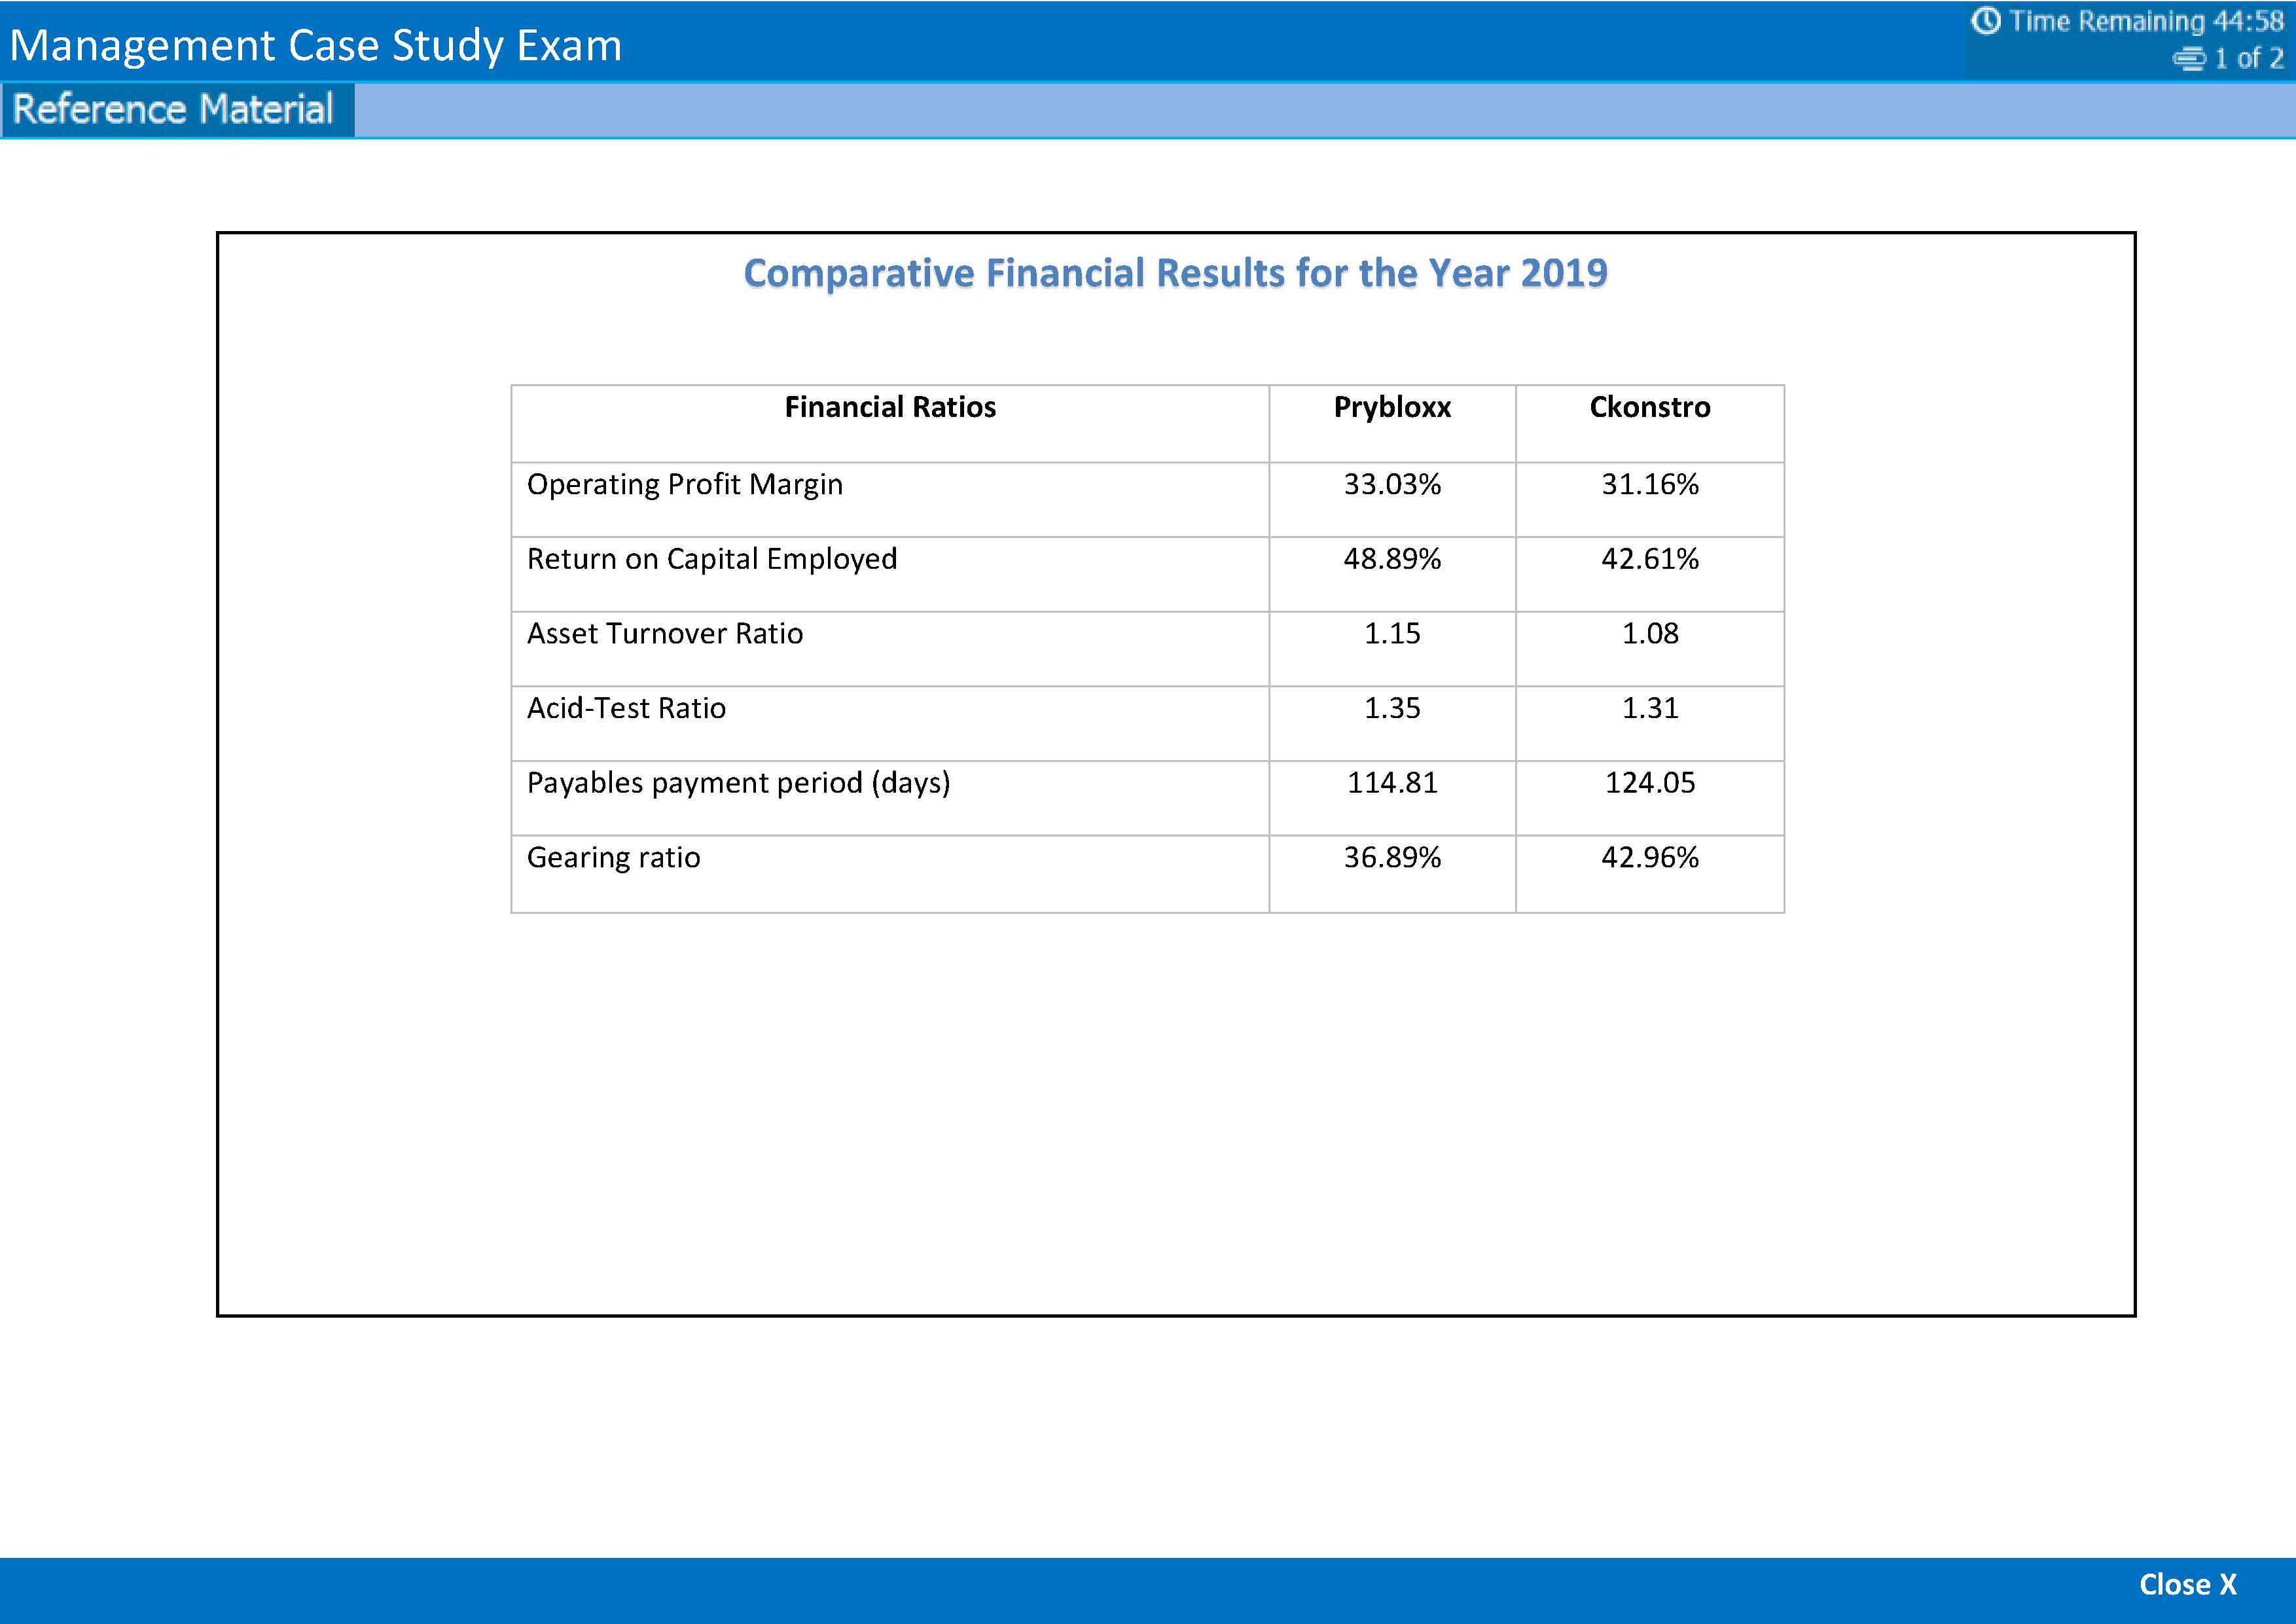 Management Case Study Exam
Time Remaining 44:58
1 of 2
Reference Material
Comparative Financial Results for the Year 2019
Financial Ratios Prybloxx Ckonstro
Operating Profit Margin 33.03% 31.16%
Return on Capital Employed 48.89% 42.61%
Asset Turnover Ratio 1.15 1.08
Acid-Test Ratio 1.35 1.31
Payables payment period (days) 114.81 124.05
Gearing ratio 36.89% 42.96%
Close X